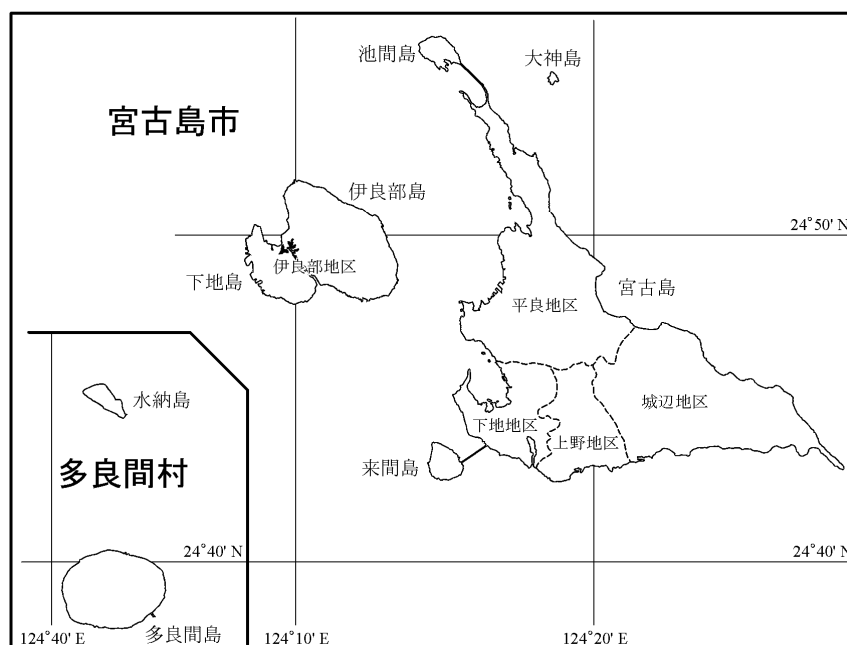 池間島
大神島
宮古島市
伊良部島
24°50' N
伊良部地区
下地島
宮古島
平良地区
水納島
城辺地区
下地地区
上野地区
来間島
多良間村
24°40' N
24°40' N
多良間島
124°40' E
124°10' E
124°20' E